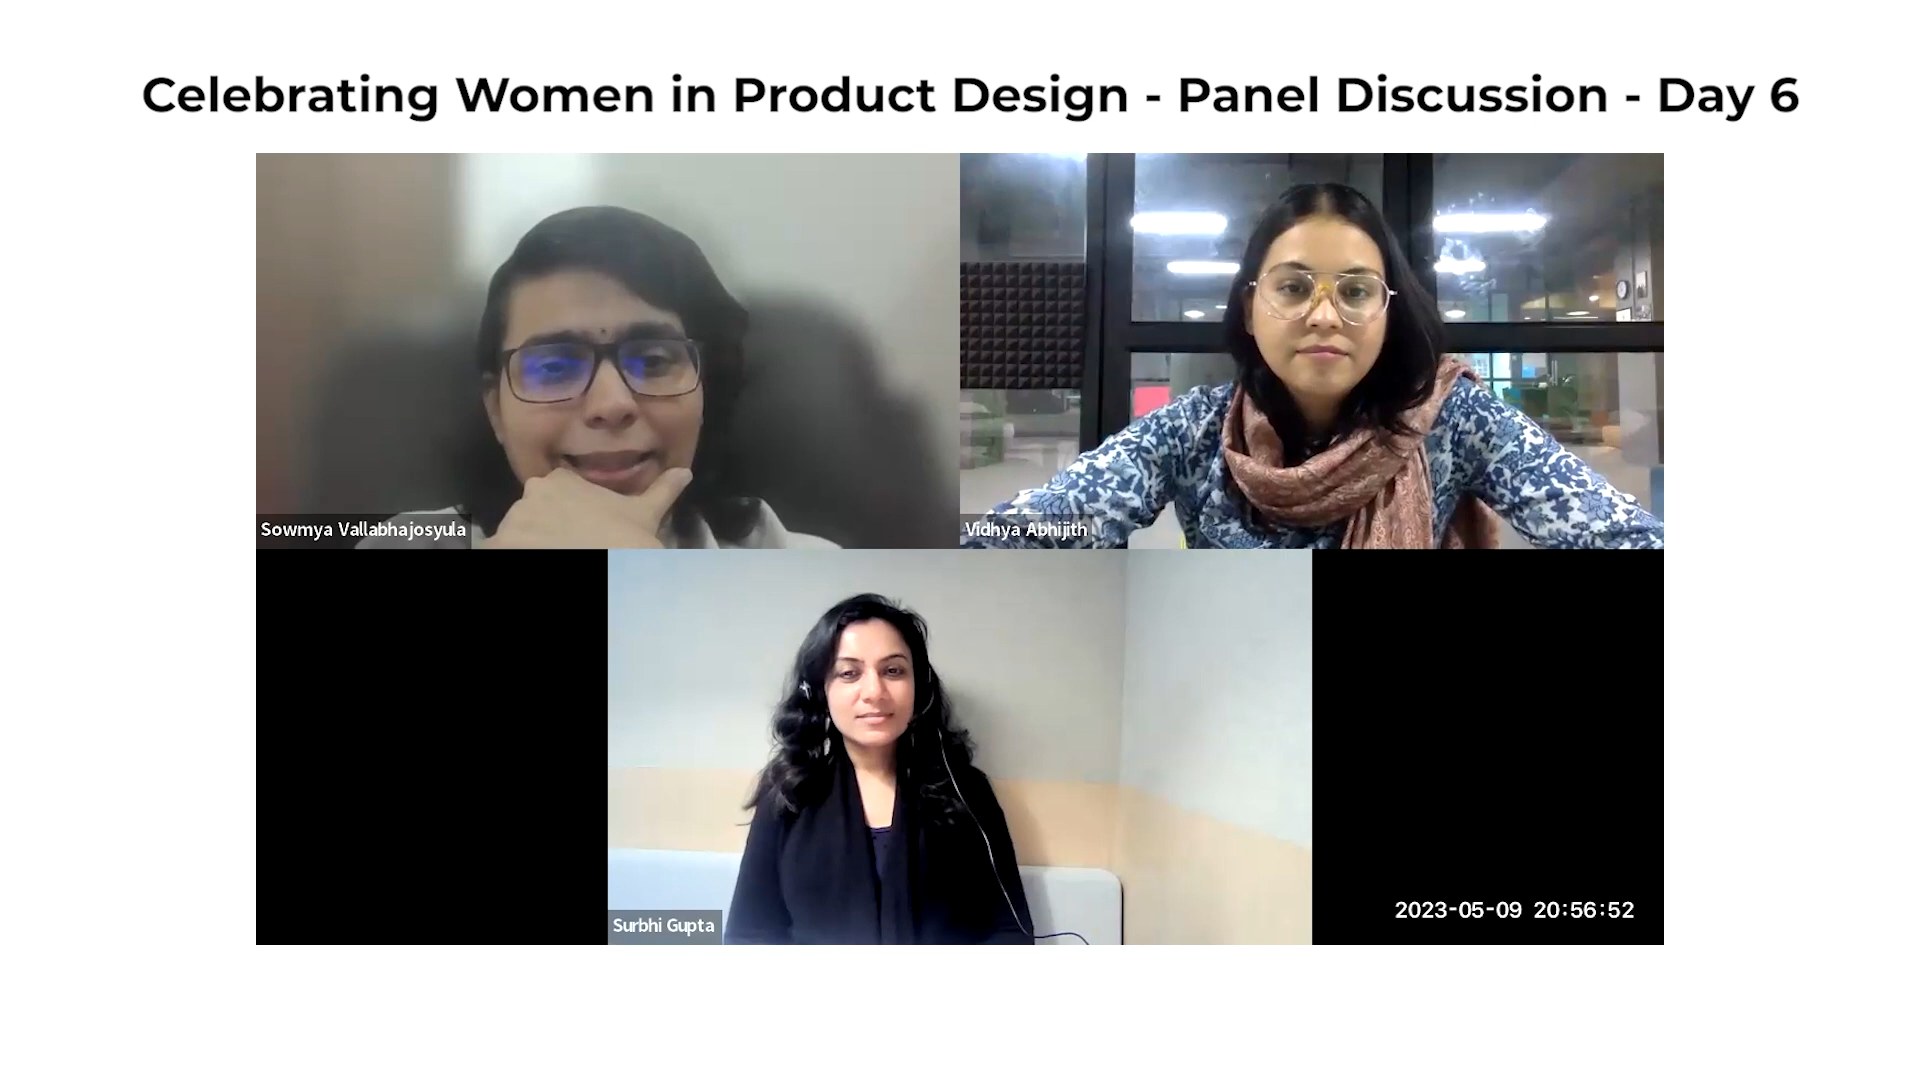 Celebrating Women in Product Design - Panel Discussion - Day 6
Sowmya Vallabhajosyula
Vidhya Abhijith
Surbhi Gupta
2023-05-09 20:56:52